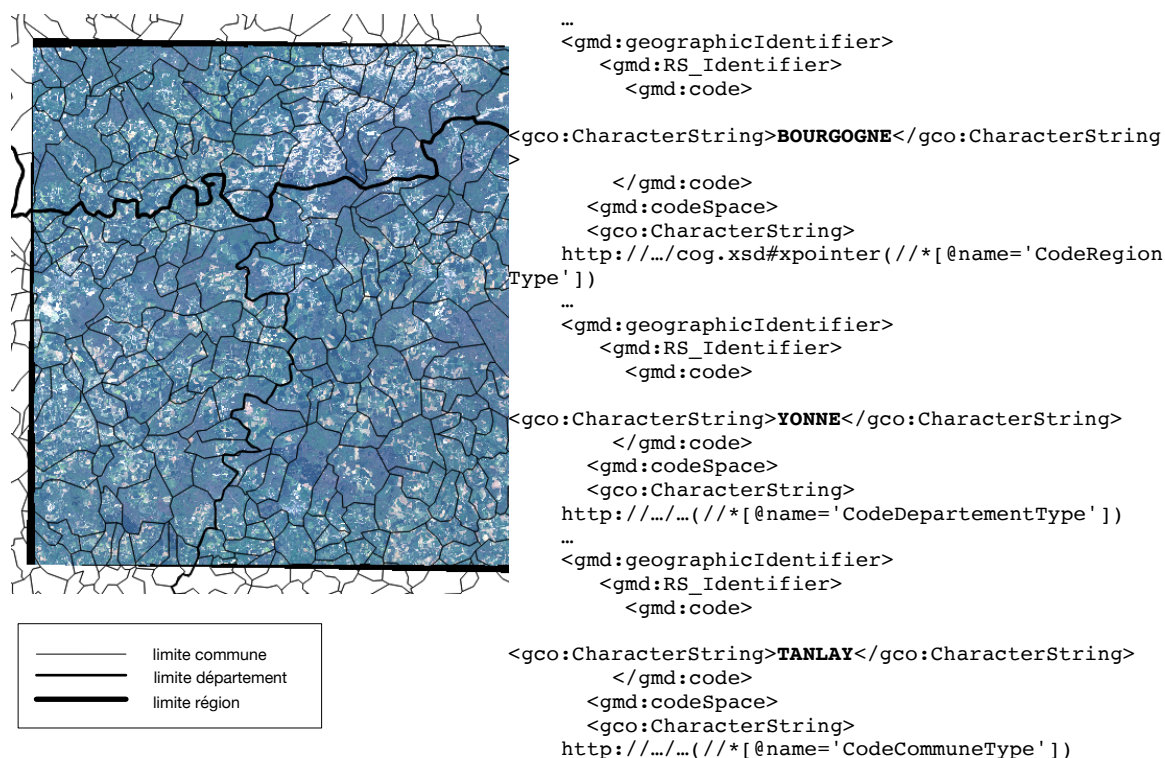 …
<gmd:geographicIdentifier>
<gmd:RS_Identifier>
<gmd:code>
<gco:CharacterString>BOURGOGNE</gco:CharacterString
>
</gmd:code>
<gmd:codeSpace>
<gco:CharacterString>
http://…/cog.xsd#xpointer(//*[@name='CodeRegion
Type'])
…
<gmd:geographicIdentifier>
<gmd:RS_Identifier>
<gmd:code>
<gco:CharacterString>YONNE</gco:CharacterString>
</gmd:code>
<gmd:codeSpace>
<gco:CharacterString>
http://…/…(//*[@name='CodeDepartementType'])
…
<gmd:geographicIdentifier>
<gmd:RS_Identifier>
<gmd:code>
<gco:CharacterString>TANLAY</gco:CharacterString>
</gmd:code>
<gmd:codeSpace>
<gco:CharacterString>
http://…/…(//*[@name='CodeCommuneType'])
limite commune
limite départment
limite région